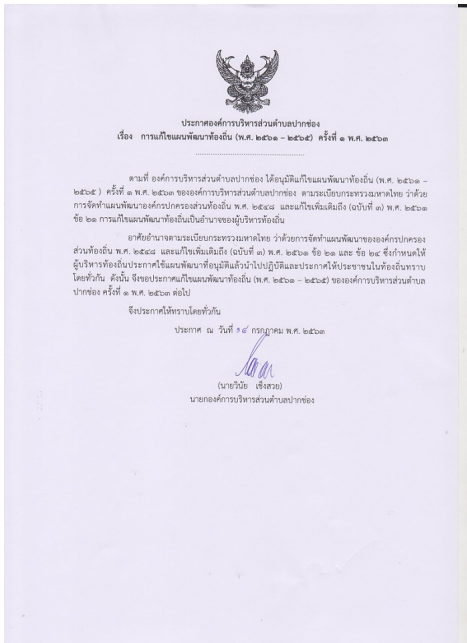 ประกาศองค์การบริหารส่วนตำบลปากช่อง
เรื่อง การแก้ไขแผนพัฒนาท้องถิ่น (พ.ศ. ๒๕๖๑ – ๒๕๖๕) ครั้งที่ ๑ พ.ศ. ๒๕๖๓
ตามที่ องค์การบริหารส่วนตำบลปากช่อง ได้อนุมัติแก้ไขแผนพัฒนาท้องถิ่น (พ.ศ. ๒๕๖๑ –
๒๕๖๕ ) ครั้งที่ ๑ พ.ศ. ๒๕๖๓ ขององค์การบริหารส่วนตำบลปากช่อง ตามระเบียบกระทรวงมหาดไทย ว่าด้วย
การจัดทำแผนพัฒนาองค์กรปกครองส่วนท้องถิ่น พ.ศ. ๒๕๔๘ และแก้ไขเพิ่มเติมถึง (ฉบับที่ ๓) พ.ศ. ๒๕๖๑
ข้อ ๒๑ การแก้ไขแผนพัฒนาท้องถิ่นเป็นอำนาจของผู้บริหารท้องถิ่น
อาศัยอำนาจตามระเบียบกระทรวงมหาดไทย ว่าด้วยการจัดทำแผนพัฒนาขององค์กรปกครอง
ส่วนท้องถิ่น พ.ศ. ๒๕๔๘ และแก้ไขเพิ่มเติมถึง (ฉบับที่ ๓) พ.ศ. ๒๕๖๑ ข้อ ๒๑ และ ข้อ ๒๔ ซึ่งกำหนดให้
ผู้บริหารท้องถิ่นประกาศใช้แผนพัฒนาที่อนุมัติแล้วนำไปปฏิบัติและประกาศให้ประชาชนในท้องถิ่นทราบ
โดยทั่วกัน ดังนั้น จึงขอประกาศแก้ไขแผนพัฒนาท้องถิ่น (พ.ศ. ๒๕๖๑ – ๒๕๖๕) ขององค์การบริหารส่วนตำบล
ปากช่อง ครั้งที่ ๑ พ.ศ. ๒๕๖๓ ต่อไป
จึงประกาศให้ทราบโดยทั่วกัน
ประกาศ ณ วันที่ กรกฎาคม พ.ศ. ๒๕๖๓
(นายวินัย เช็งสวย)
นายกองค์การบริหารส่วนตำบลปากช่อง